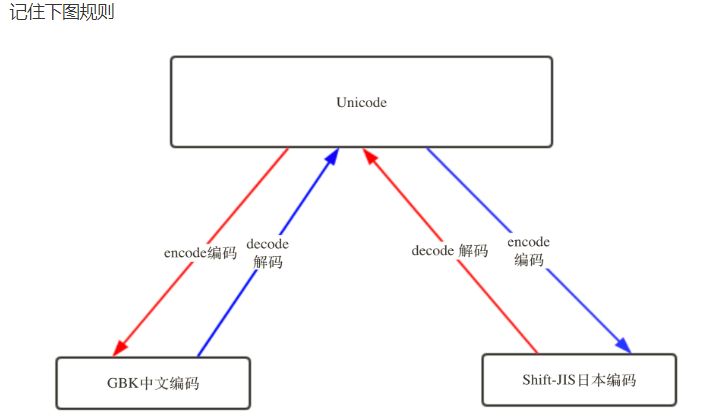 记住下图规则
Unicode
encode编码
decode
解码
decode 解码
encode
编码
GBK中文编码
Shift-JIS日本编码